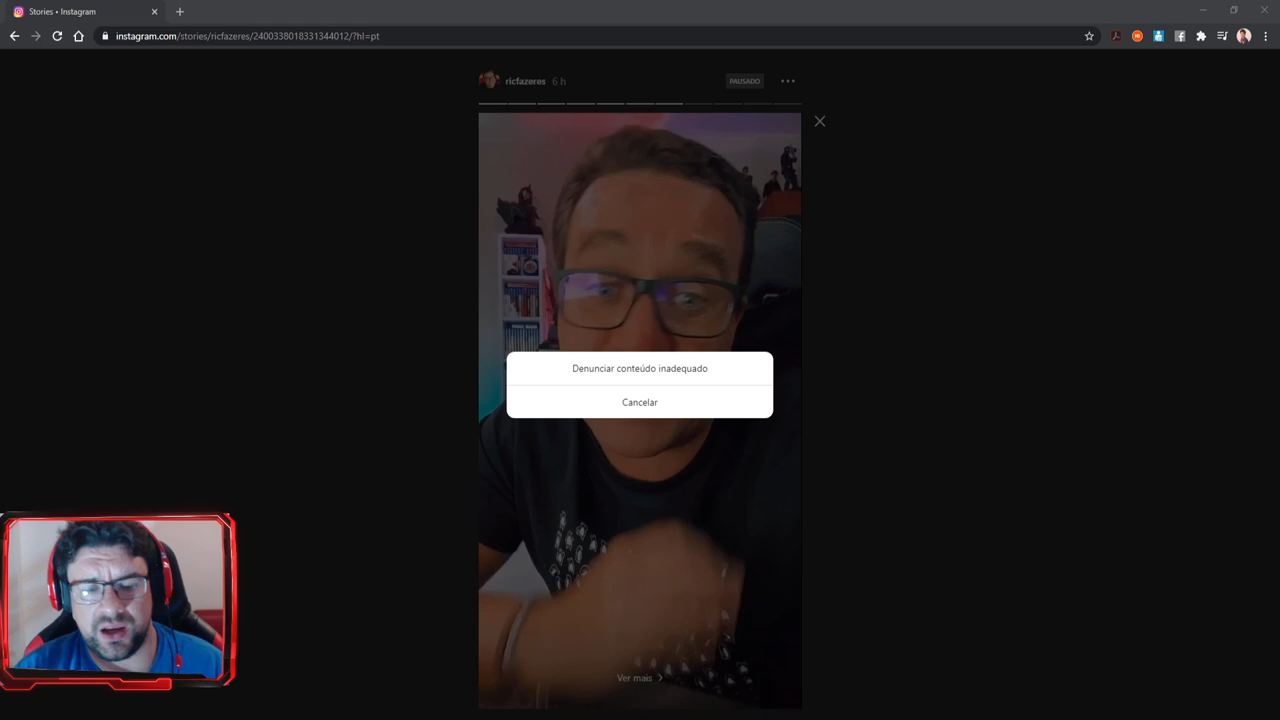 Stories • Instagram
instagram.com/stories/ricfazeres/2400338018331344012/?hl=pt
ricfazeres 6 h
PAUSADO
Denunciar conteúdo inadequado
Cancelar
Ver mais